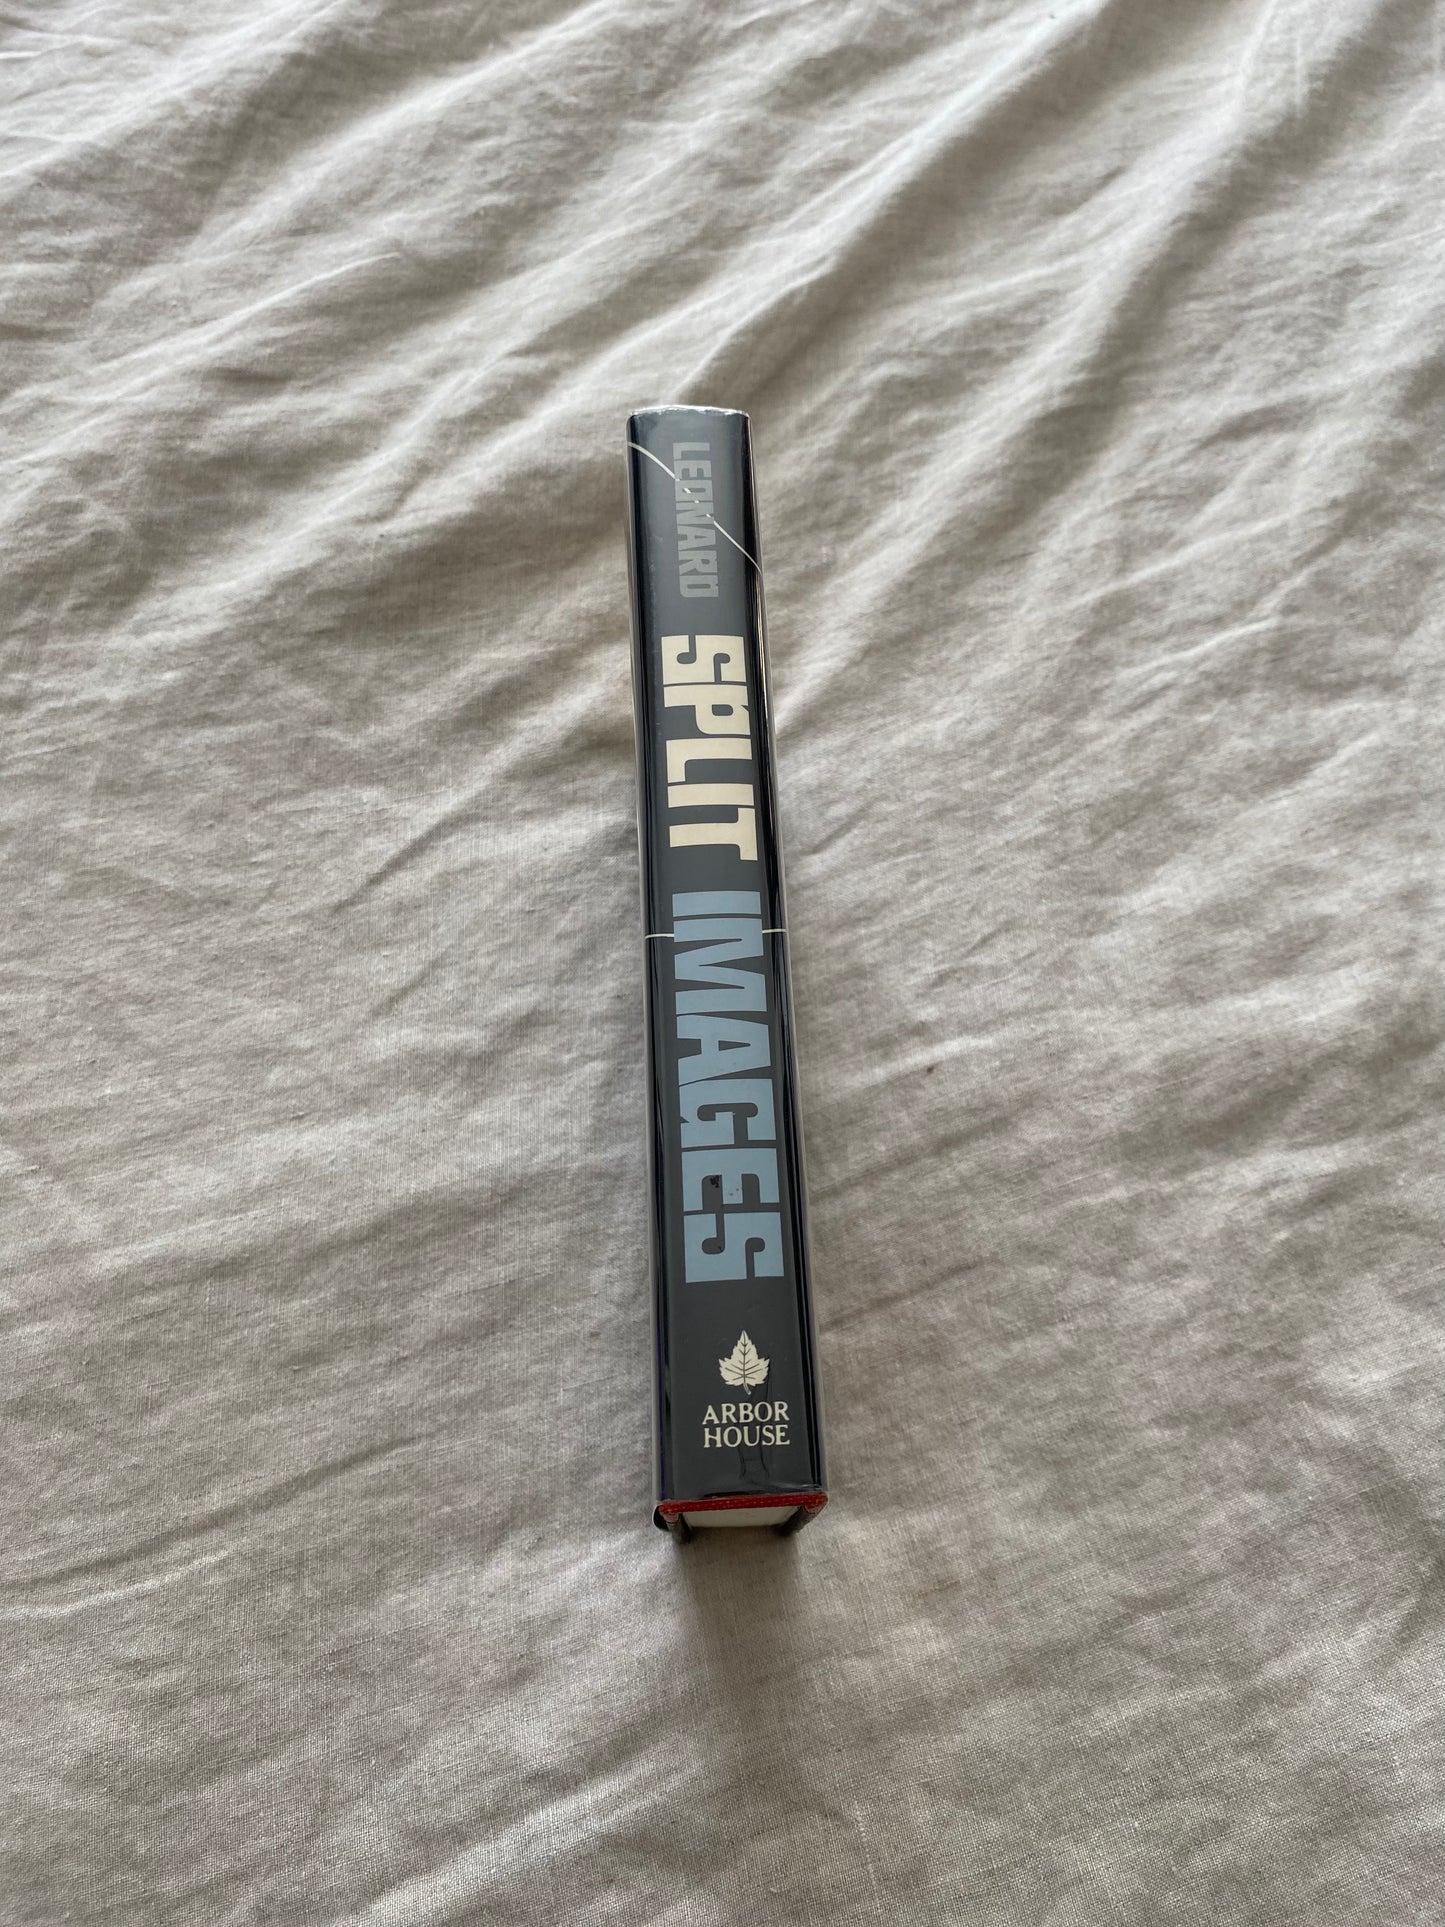 LEONARD
SPLIT IMAGES
ARBOR
HOUSE